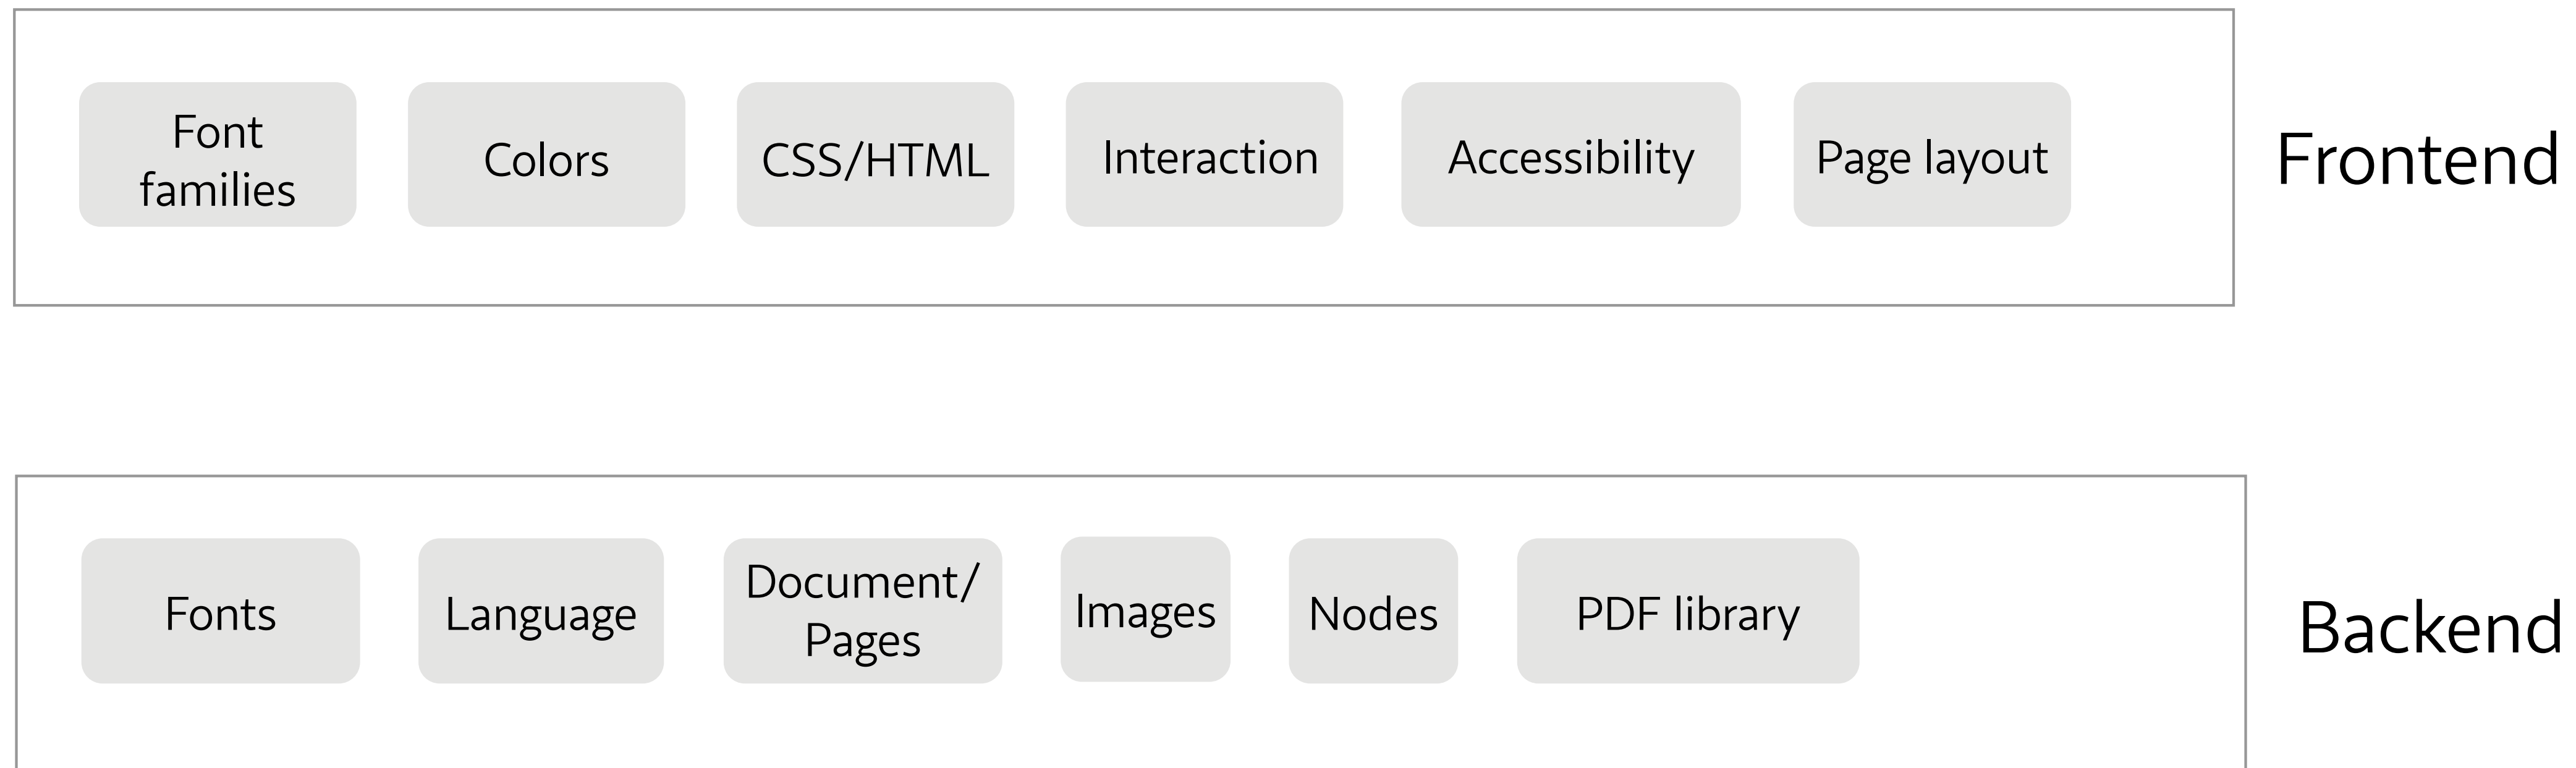 Font
families
Colors
CSS/HTML
Interaction
Accessibility
Page layout
Frontend
Fonts
Language
Document/
Pages
Images
Nodes
PDF library
Backend